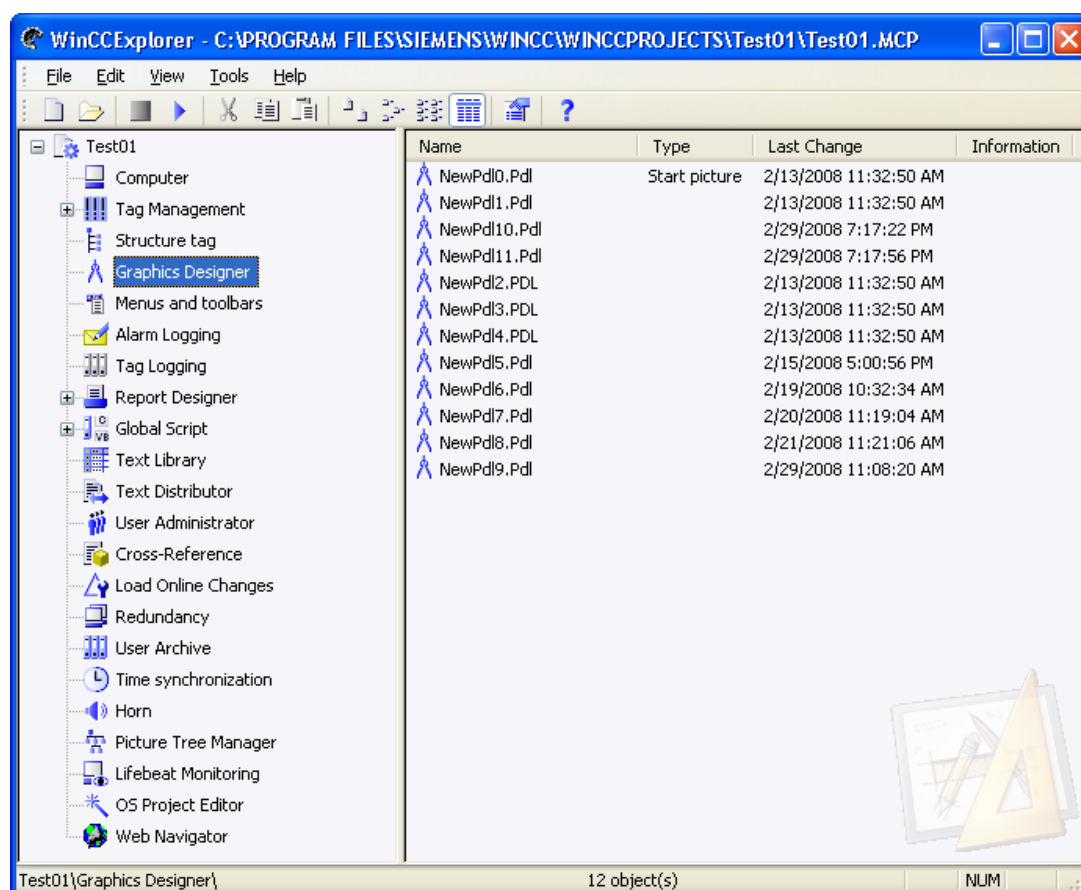 WinCCExplorer - C:\PROGRAM FILES\SIEMENS\WINCC\WINCCPROJECTS\Test01\Test01.MCP
File Edit View Tools Help
Test01
Computer
Tag Management
Structure tag
Graphics Designer
Menus and toolbars
Alarm Logging
Tag Logging
Report Designer
Global Script
Text Library
Text Distributor
User Administrator
Cross-Reference
Load Online Changes
Redundancy
User Archive
Time synchronization
Horn
Picture Tree Manager
Lifebeat Monitoring
OS Project Editor
Web Navigator
Name Type Last Change Information
NewPdl0.Pdl Start picture 2/13/2008 11:32:50 AM
NewPdl1.Pdl 2/13/2008 11:32:50 AM
NewPdl10.Pdl 2/29/2008 7:17:22 PM
NewPdl11.Pdl 2/29/2008 7:17:56 PM
NewPdl2.PDL 2/13/2008 11:32:50 AM
NewPdl3.PDL 2/13/2008 11:32:50 AM
NewPdl4.PDL 2/13/2008 11:32:50 AM
NewPdl5.Pdl 2/15/2008 5:00:56 PM
NewPdl6.Pdl 2/19/2008 10:32:34 AM
NewPdl7.Pdl 2/20/2008 11:19:04 AM
NewPdl8.Pdl 2/21/2008 11:21:06 AM
NewPdl9.Pdl 2/29/2008 11:08:20 AM
Test01\Graphics Designer\ 12 object(s) NUM